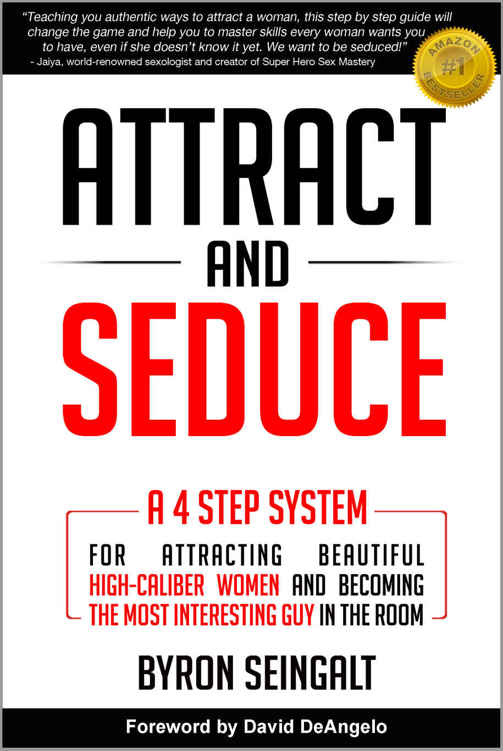 “Teaching you authentic ways to attract a woman, this step by step guide will
change the game and help you to master skills every woman wants you
to have, even if she doesn’t know it yet. We want to be seduced!”
- Jaiya, world-renowned sexologist and creator of Super Hero Sex Mastery
AMAZON
#1
BESTSELLER
ATTRACT
AND
SEDUCE
A 4 STEP SYSTEM
FOR ATTRACTING BEAUTIFUL
HIGH-CALIBER WOMEN AND BECOMING
THE MOST INTERESTING GUY IN THE ROOM
BYRON SEINGALT
Foreword by David DeAngelo